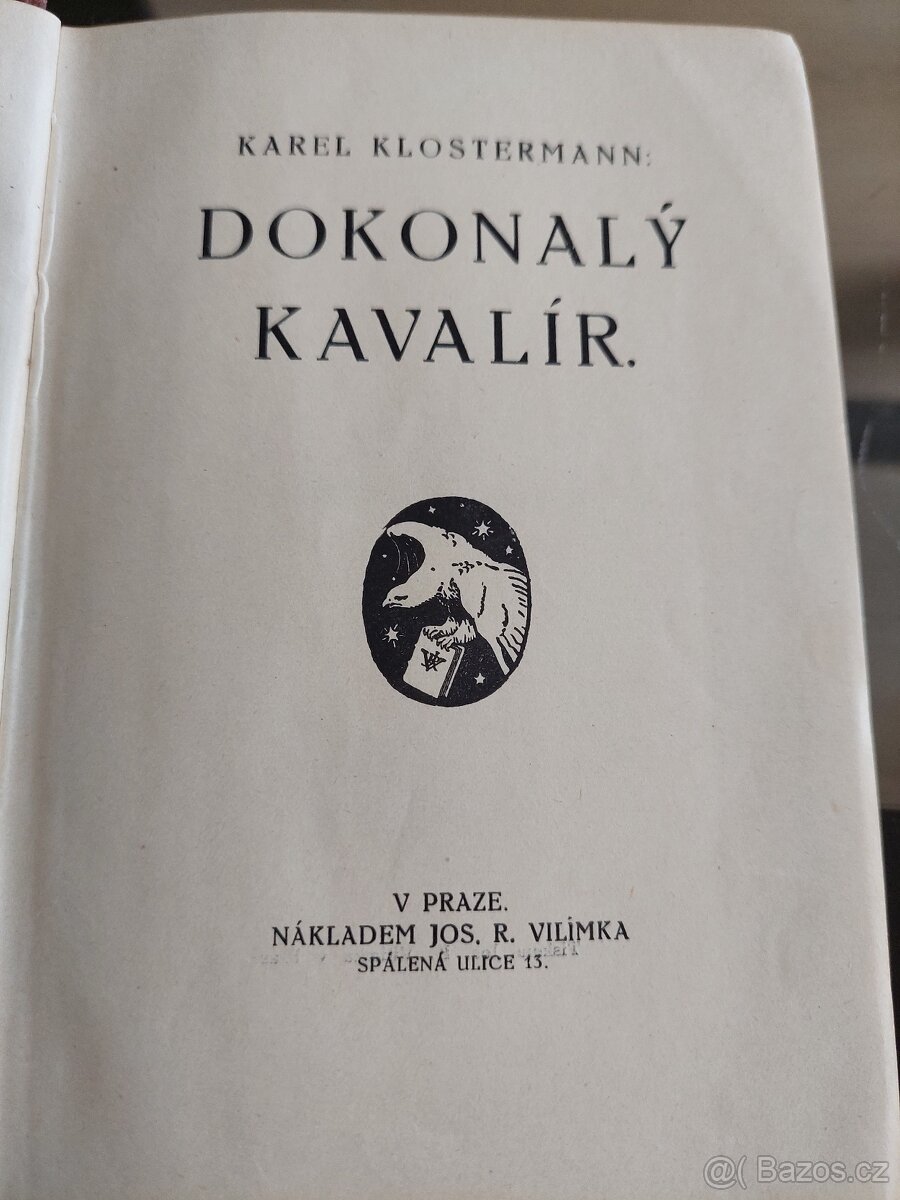 KAREL KLOSTERMANN:
DOKONALÝ
KAVALÍR.
V PRAZE.
NÁKLADEM JOS. R. VILÍMKA
SPÁLENÁ ULICE 13.
@( Bazos.cz